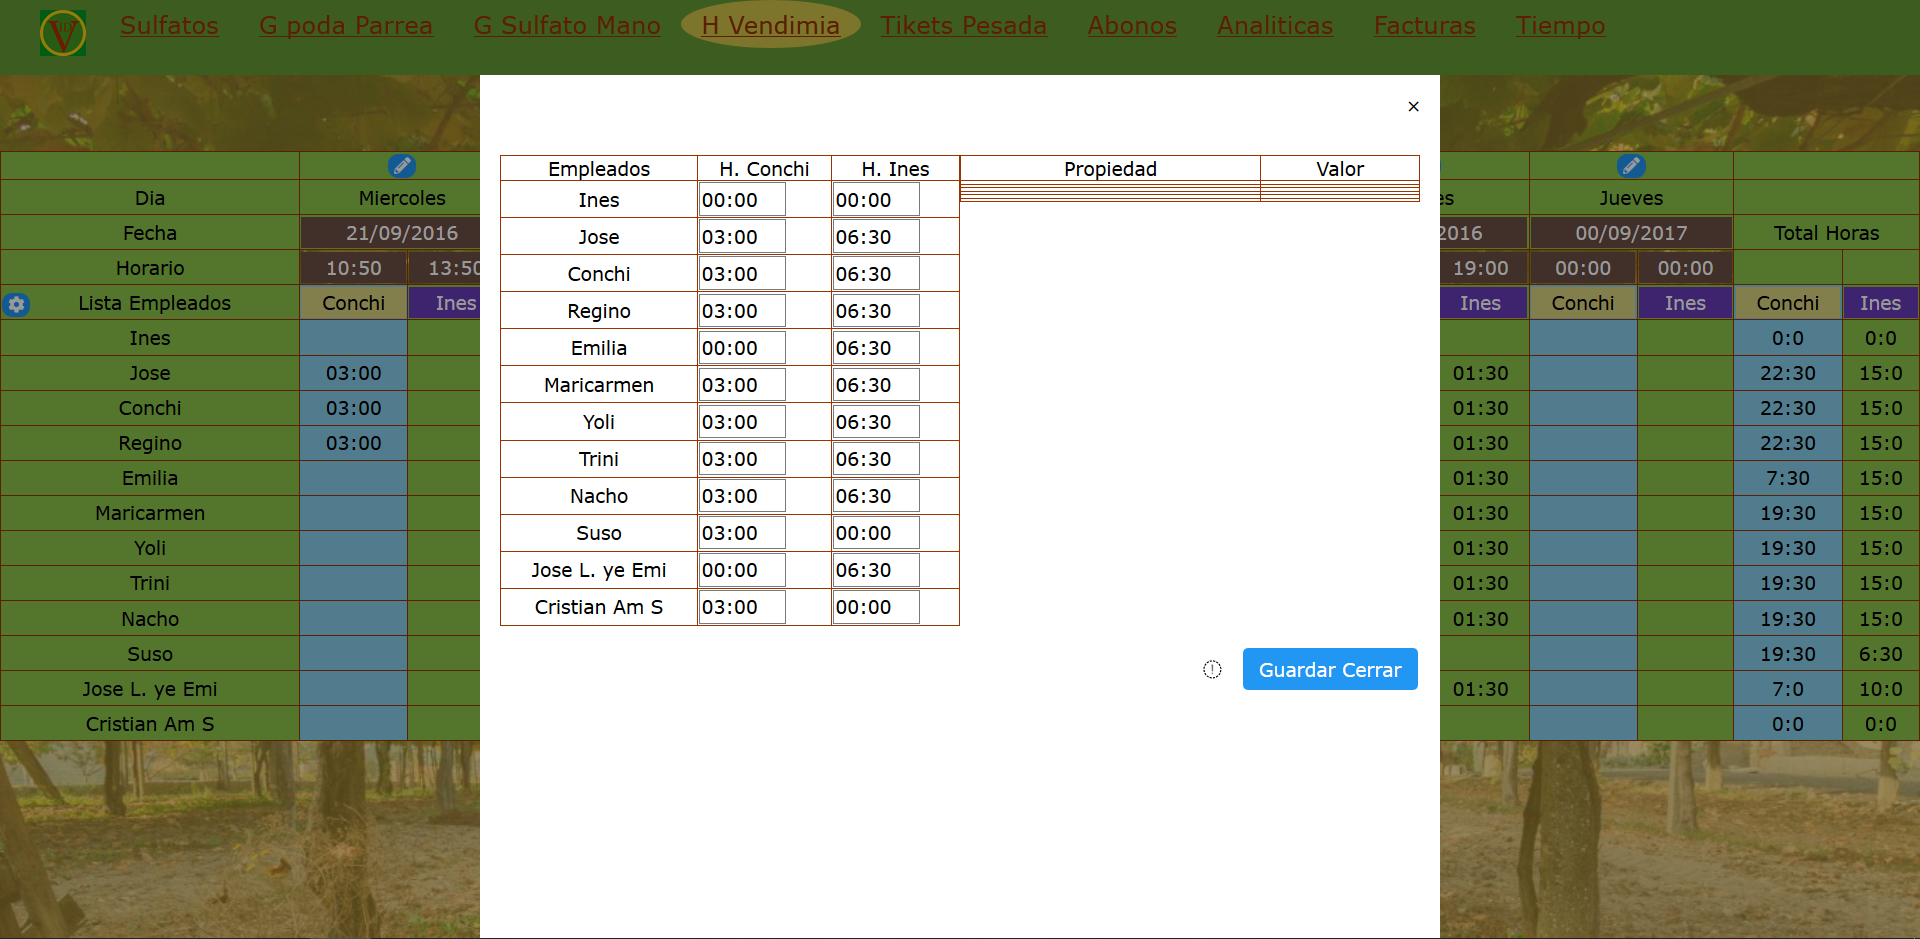 Sulfatos G poda Parrea G Sulfato Mano H Vendimia Tikets Pesada Abonos Analiticas Facturas Tiempo
×
Empleados H. Conchi H. Ines Propiedad Valor
Ines 00:00 00:00
Jose 03:00 06:30
Conchi 03:00 06:30
Regino 03:00 06:30
Emilia 00:00 06:30
Maricarmen 03:00 06:30
Yoli 03:00 06:30
Trini 03:00 06:30
Nacho 03:00 06:30
Suso 03:00 00:00
Jose L. ye Emi 00:00 06:30
Cristian Am S 03:00 00:00
Guardar Cerrar
Dia Miercoles Jueves
Fecha 21/09/2016 2016 00/09/2017 Total Horas
Horario 10:50 13:50 19:00 00:00 00:00
Lista Empleados Conchi Ines Ines Conchi Ines Conchi Ines
Ines 0:0 0:0
Jose 03:00 01:30 22:30 15:0
Conchi 03:00 01:30 22:30 15:0
Regino 03:00 01:30 22:30 15:0
Emilia 01:30 7:30 15:0
Maricarmen 01:30 19:30 15:0
Yoli 01:30 19:30 15:0
Trini 01:30 19:30 15:0
Nacho 01:30 19:30 15:0
Suso 19:30 6:30
Jose L. ye Emi 01:30 7:0 10:0
Cristian Am S 0:0 0:0